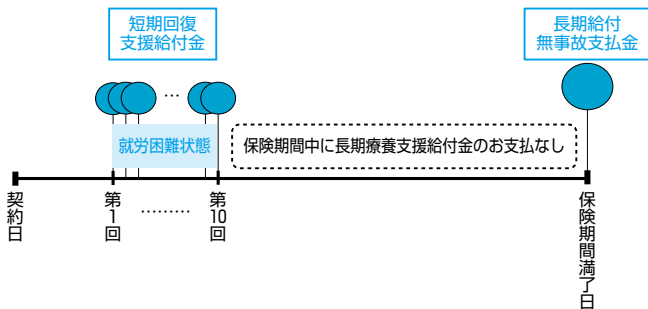 短期回復
支援給付金
長期給付
無事故支払金
…
就労困難状態
保険期間中に長期療養支援給付金のお支払なし
契約日
第1回
………
第10回
保険期間満了日